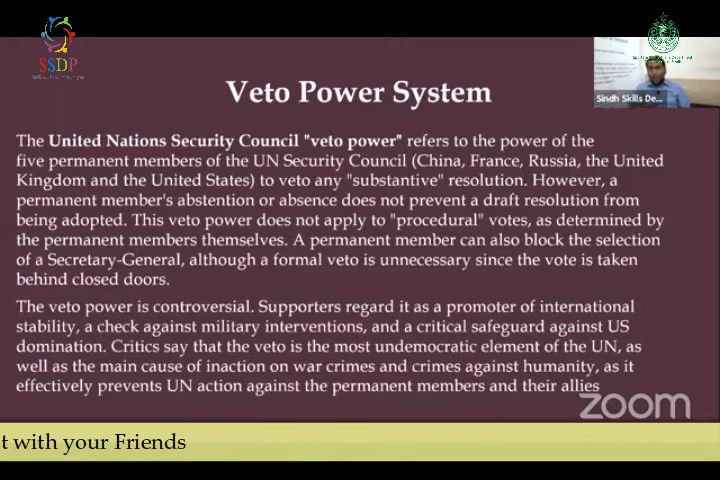 SSDP
Veto Power System
Sindh Skills De...
The United Nations Security Council "veto power" refers to the power of the
five permanent members of the UN Security Council (China, France, Russia, the United
Kingdom and the United States) to veto any "substantive" resolution. However, a
permanent member's abstention or absence does not prevent a draft resolution from
being adopted. This veto power does not apply to "procedural" votes, as determined by
the permanent members themselves. A permanent member can also block the selection
of a Secretary-General, although a formal veto is unnecessary since the vote is taken
behind closed doors.
The veto power is controversial. Supporters regard it as a promoter of international
stability, a check against military interventions, and a critical safeguard against US
domination. Critics say that the veto is the most undemocratic element of the UN, as
well as the main cause of inaction on war crimes and crimes against humanity, as it
effectively prevents UN action against the permanent members and their allies
zoom
t with your Friends